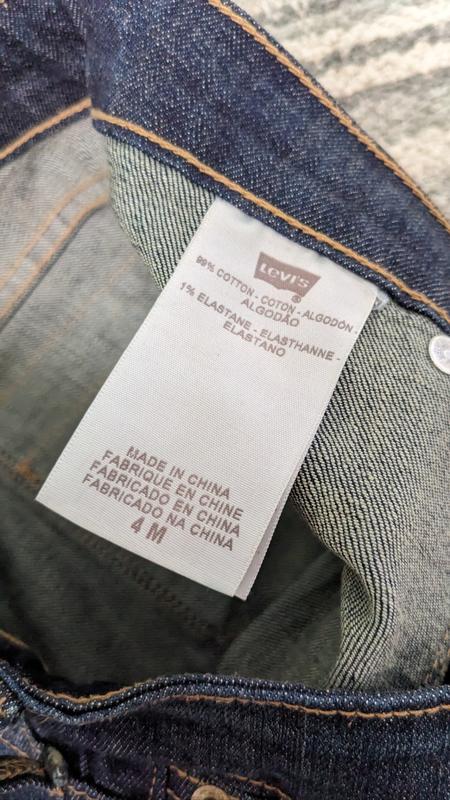 Levi's
99% COTTON - COTON - ALGODÓN -
ALGODÃO
1% ELASTANE - ELASTHANNE -
ELASTANO
MADE IN CHINA
FABRIQUE EN CHINE
FABRICADO EN CHINA
FABRICADO NA CHINA
4 M